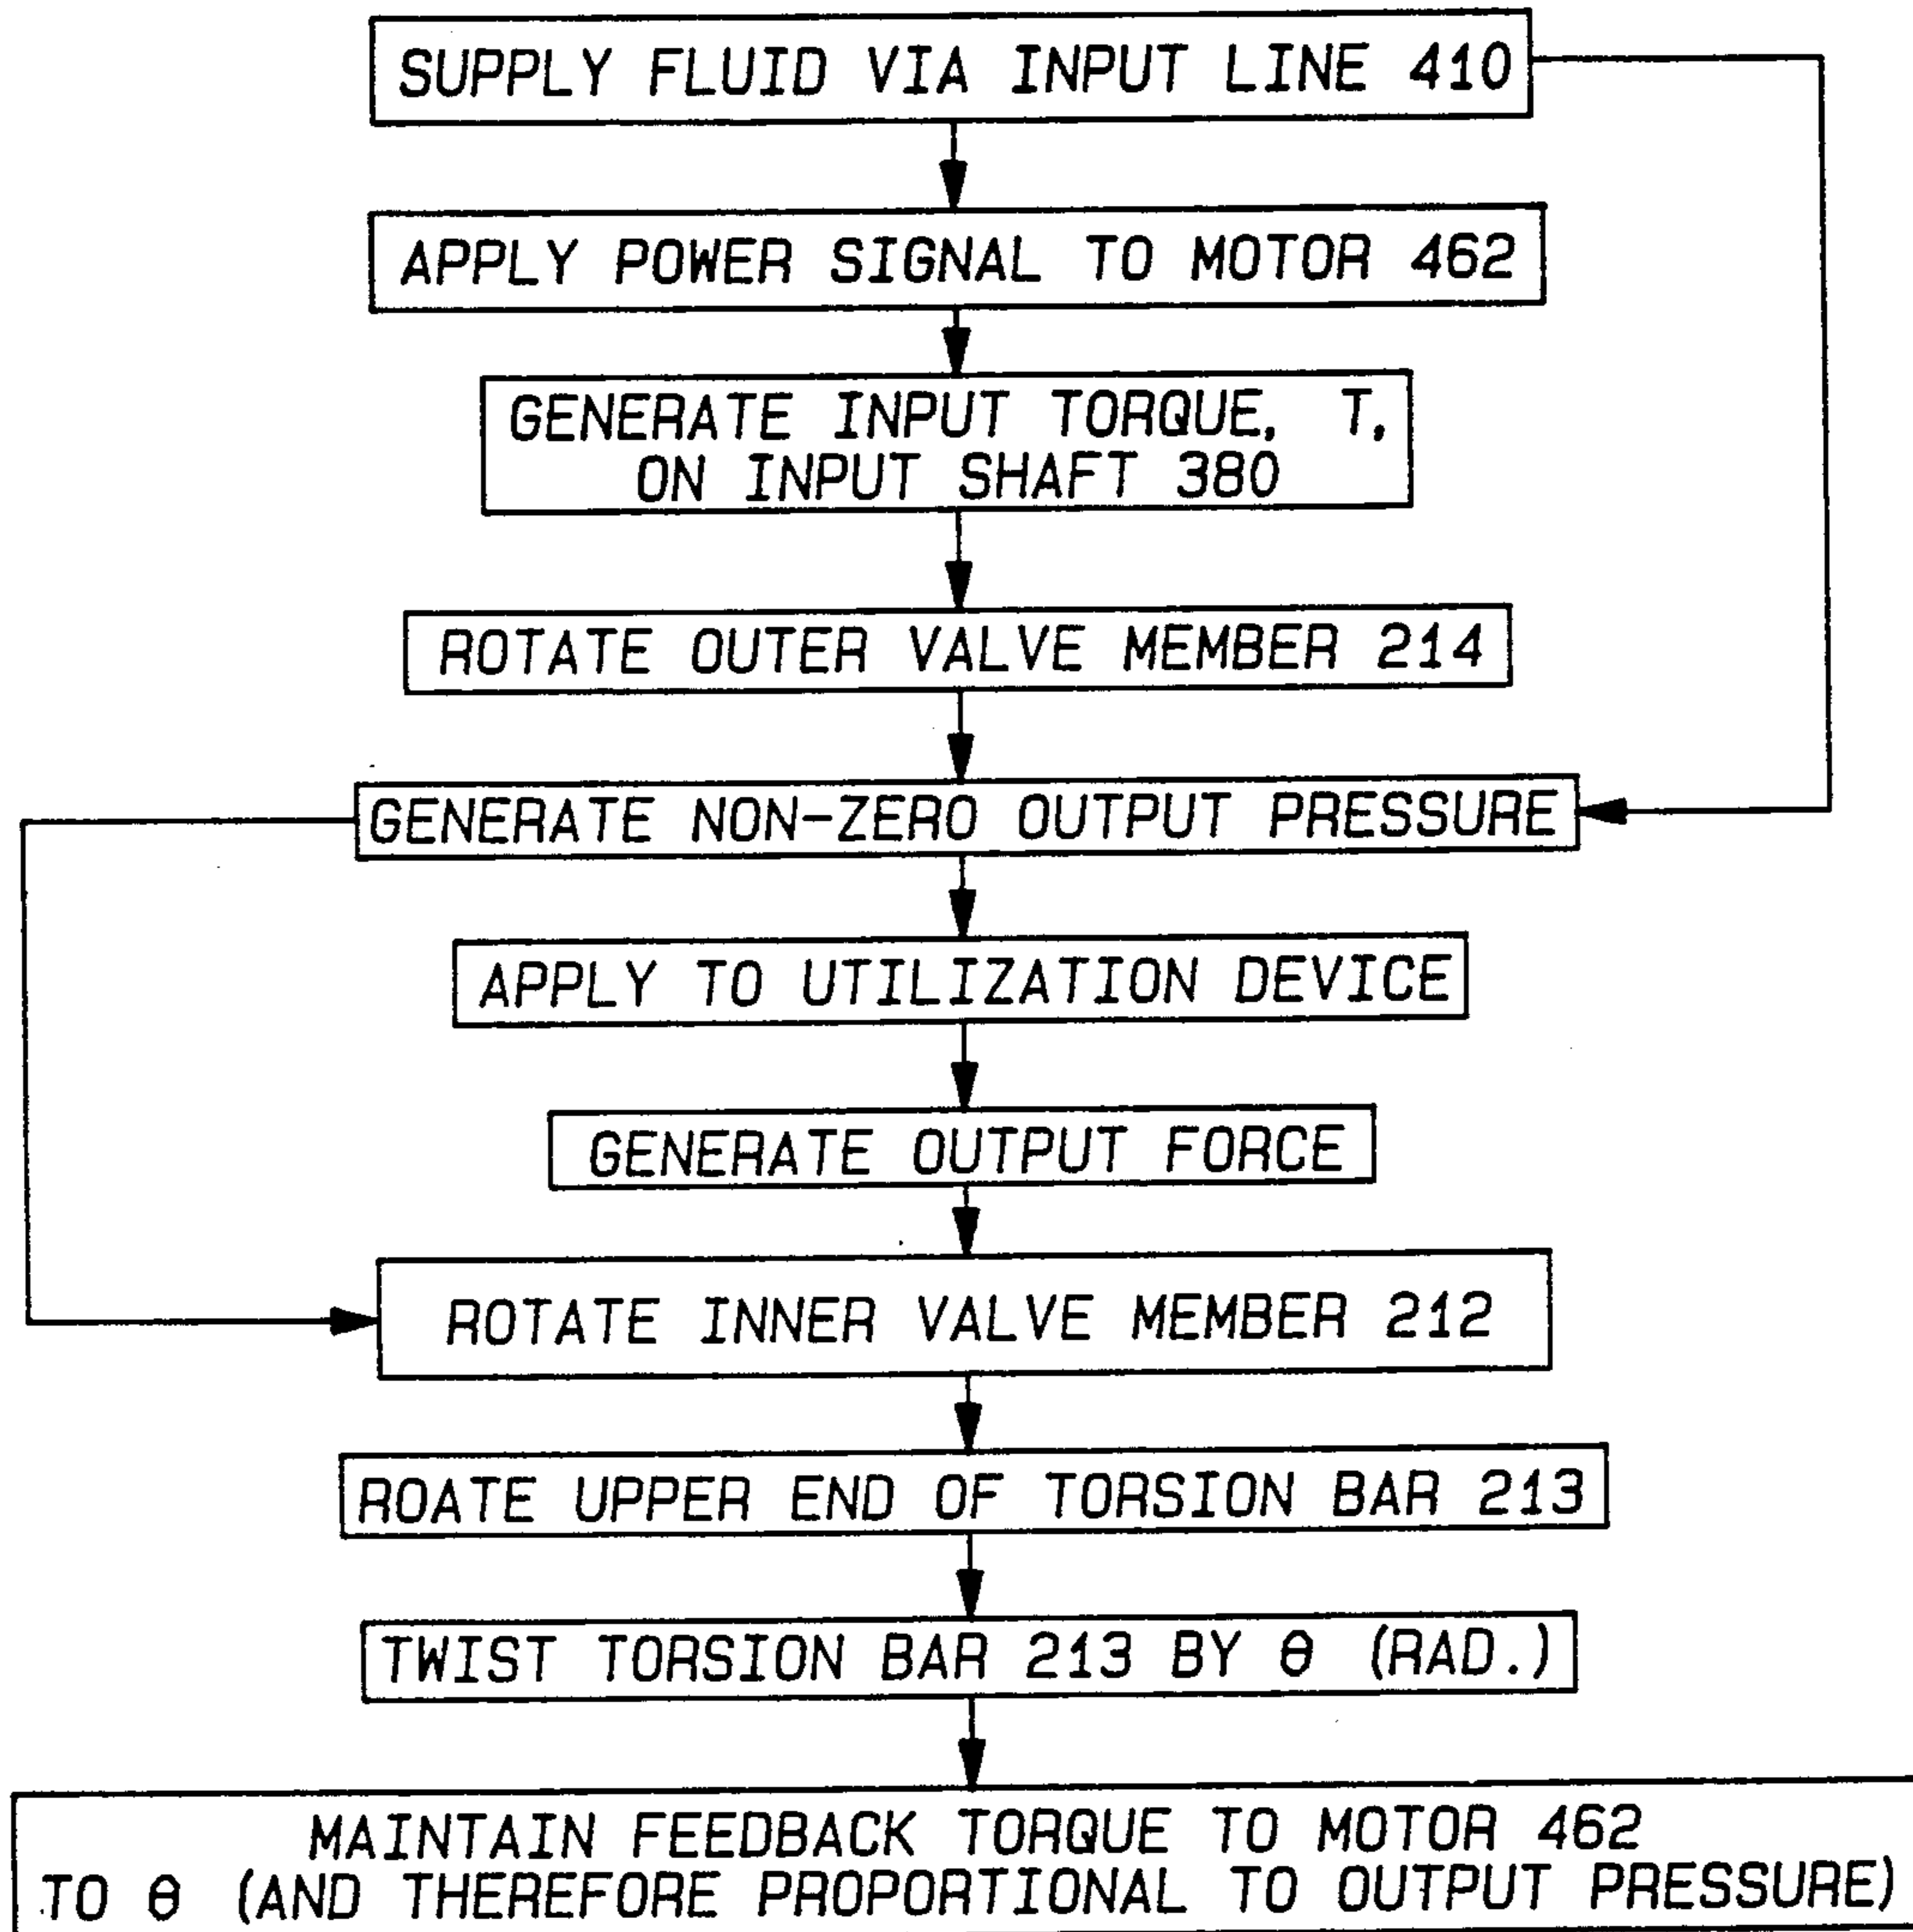 SUPPLY FLUID VIA INPUT LINE 410
APPLY POWER SIGNAL TO MOTOR 462
GENERATE INPUT TORQUE, T,
ON INPUT SHAFT 380
ROTATE OUTER VALVE MEMBER 214
GENERATE NON-ZERO OUTPUT PRESSURE
APPLY TO UTILIZATION DEVICE
GENERATE OUTPUT FORCE
ROTATE INNER VALVE MEMBER 212
ROATE UPPER END OF TORSION BAR 213
TWIST TORSION BAR 213 BY θ (RAD.)
MAINTAIN FEEDBACK TORQUE TO MOTOR 462
TO θ (AND THEREFORE PROPORTIONAL TO OUTPUT PRESSURE)